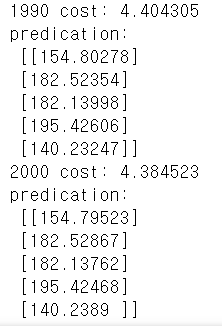 1990 cost: 4.404305
predication:
[[154.80278]
[182.52354]
[182.13998]
[195.42606]
[140.23247]]
2000 cost: 4.384523
predication:
[[154.79523]
[182.52867]
[182.13762]
[195.42468]
[140.2389 ]]